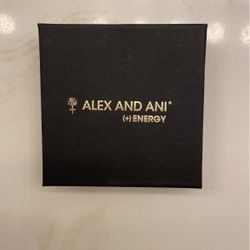 ALEX AND ANI®
(+) ENERGY